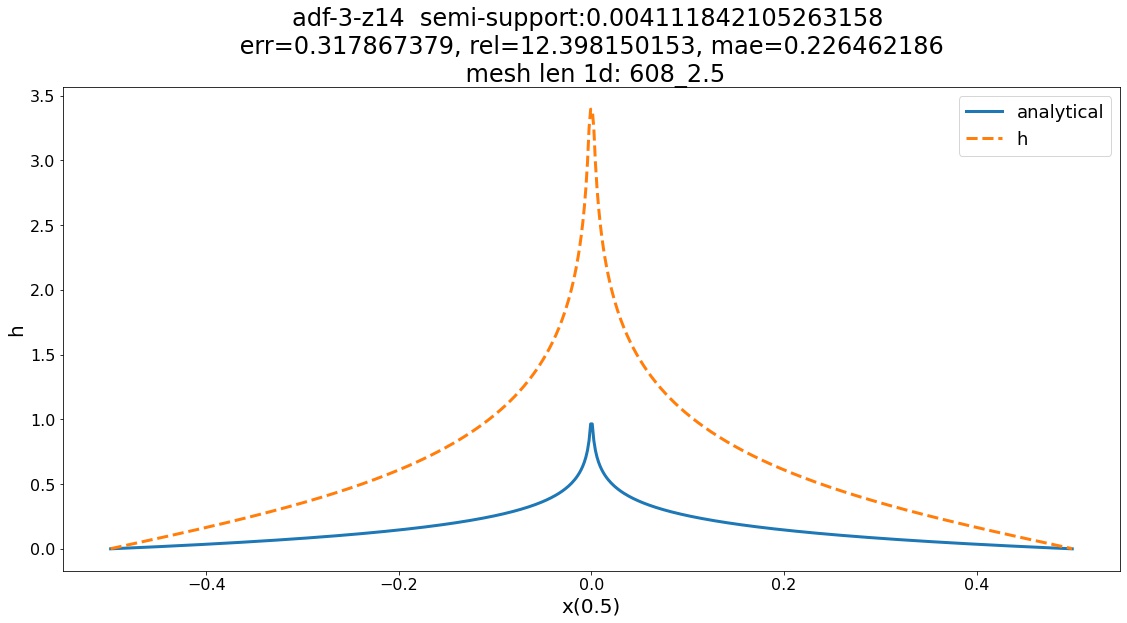 adf-3-z14  semi-support:0.004111842105263158
err=0.317867379, rel=12.398150153, mae=0.226462186
mesh len 1d: 608_2.5
analytical
h
3.5
3.0
2.5
2.0
1.5
1.0
0.5
0.0
h
−0.4
−0.2
0.0
0.2
0.4
x(0.5)